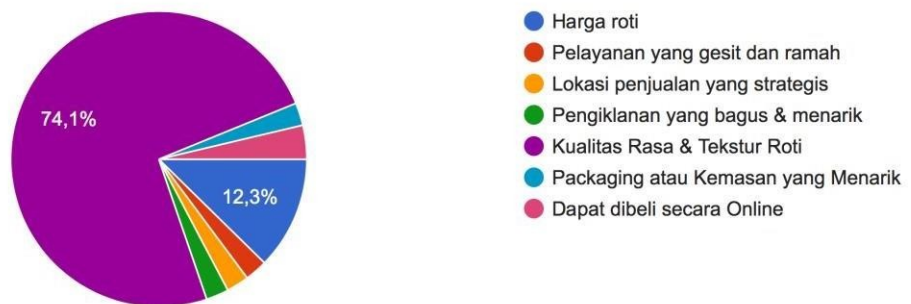 74,1%
12,3%
Harga roti
Pelayanan yang gesit dan ramah
Lokasi penjualan yang strategis
Pengiklanan yang bagus & menarik
Kualitas Rasa & Tekstur Roti
Packaging atau Kemasan yang Menarik
Dapat dibeli secara Online